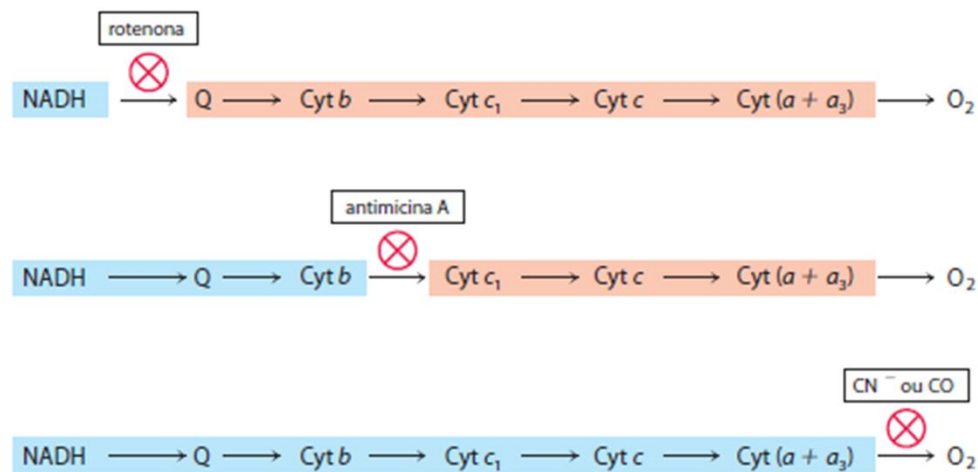 rotenona
NADH → Q → Cyt b → Cyt c₁ → Cyt c → Cyt (a + a₃) → O₂
antimicina A
NADH → Q → Cyt b → Cyt c₁ → Cyt c → Cyt (a + a₃) → O₂
CN⁻ ou CO
NADH → Q → Cyt b → Cyt c₁ → Cyt c → Cyt (a + a₃) → O₂